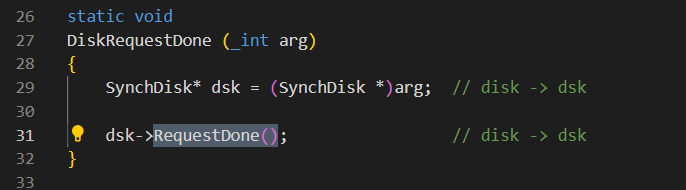 26 static void
27 DiskRequestDone (_int arg)
28 {
29 SynchDisk* dsk = (SynchDisk *)arg; // disk -> dsk
30
31 dsk->RequestDone(); // disk -> dsk
32 }
33